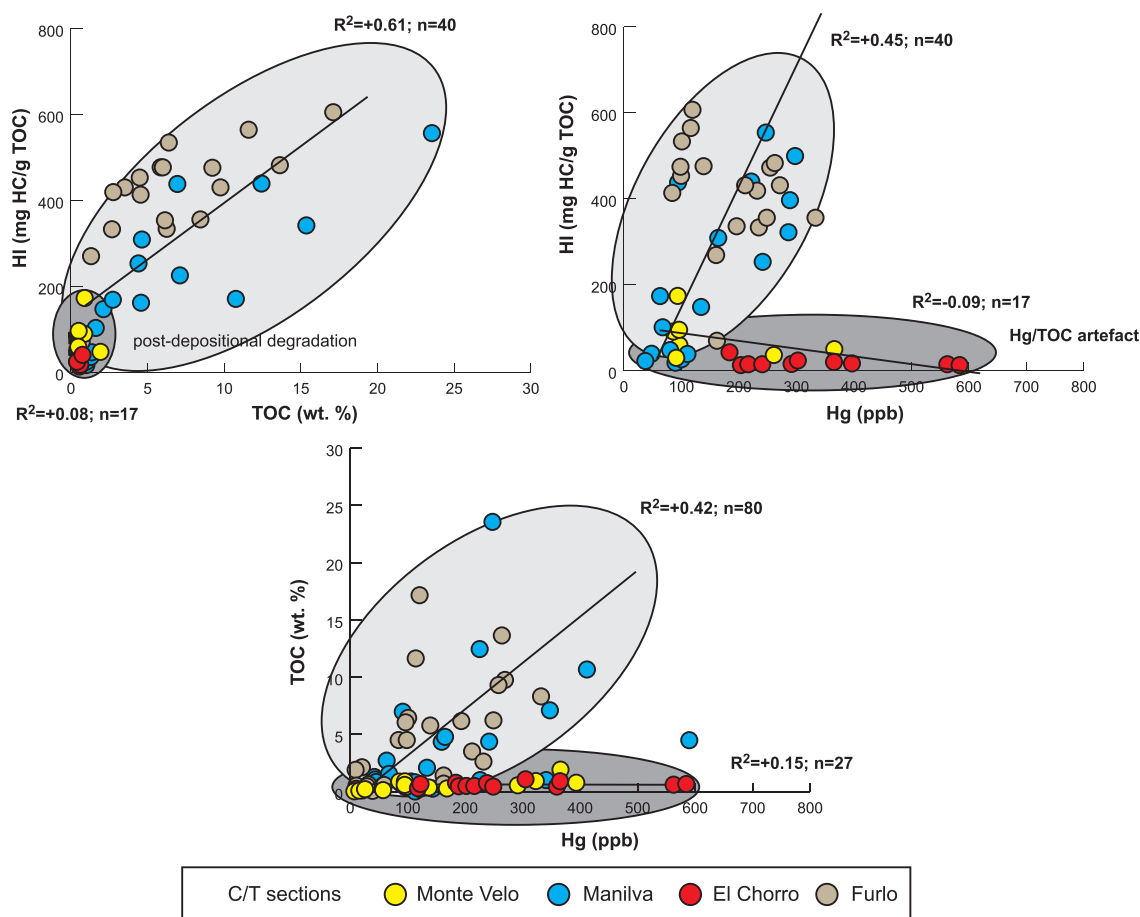 R²=+0.61; n=40
HI (mg HC/g TOC)
800
600
400
200
0
post-depositional degradation
0 5 10 15 20 25 30
R²=+0.08; n=17
TOC (wt. %)
R²=+0.45; n=40
HI (mg HC/g TOC)
800
600
400
200
0
R²=-0.09; n=17
Hg/TOC artefact
0 100 200 300 400 500 600 700 800
Hg (ppb)
TOC (wt. %)
30
25
20
15
10
5
0
R²=+0.42; n=80
R²=+0.15; n=27
0 100 200 300 400 500 600 700 800
Hg (ppb)
C/T sections Monte Velo Manilva El Chorro Furlo